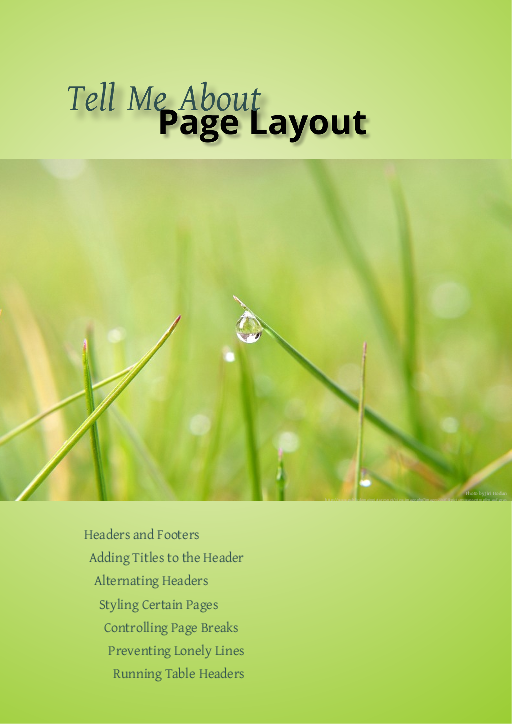 Tell Me About
Page Layout
Headers and Footers
Adding Titles to the Header
Alternating Headers
Styling Certain Pages
Controlling Page Breaks
Preventing Lonely Lines
Running Table Headers